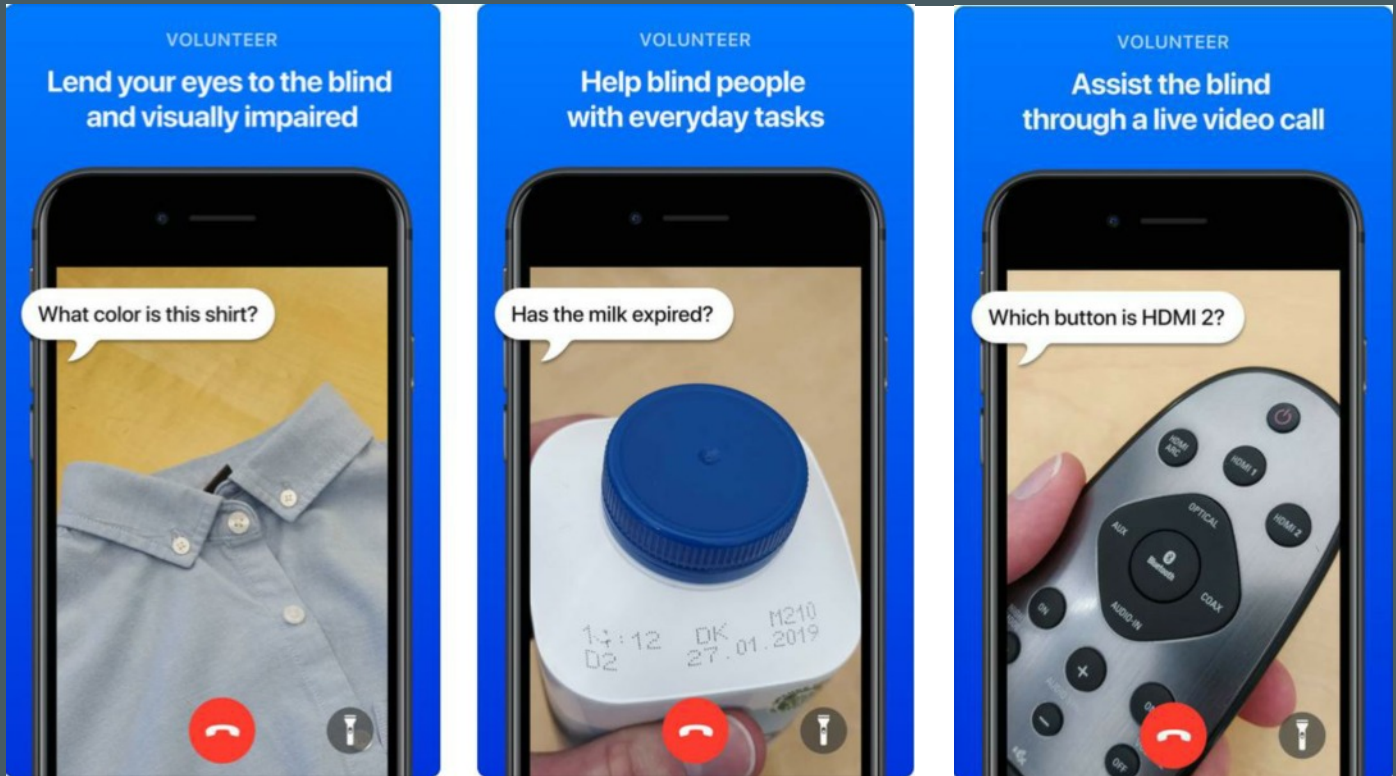 VOLUNTEER
Lend your eyes to the blind
and visually impaired
What color is this shirt?
VOLUNTEER
Help blind people
with everyday tasks
Has the milk expired?
DK
M210
D2
27.01.2019
VOLUNTEER
Assist the blind
through a live video call
Which button is HDMI 2?
HDMI
ARC
HDMI 1
HDMI 2
OPTICAL
AUX
Bluetooth
COAX
AUDIO-IN
ON
+
-
OFF